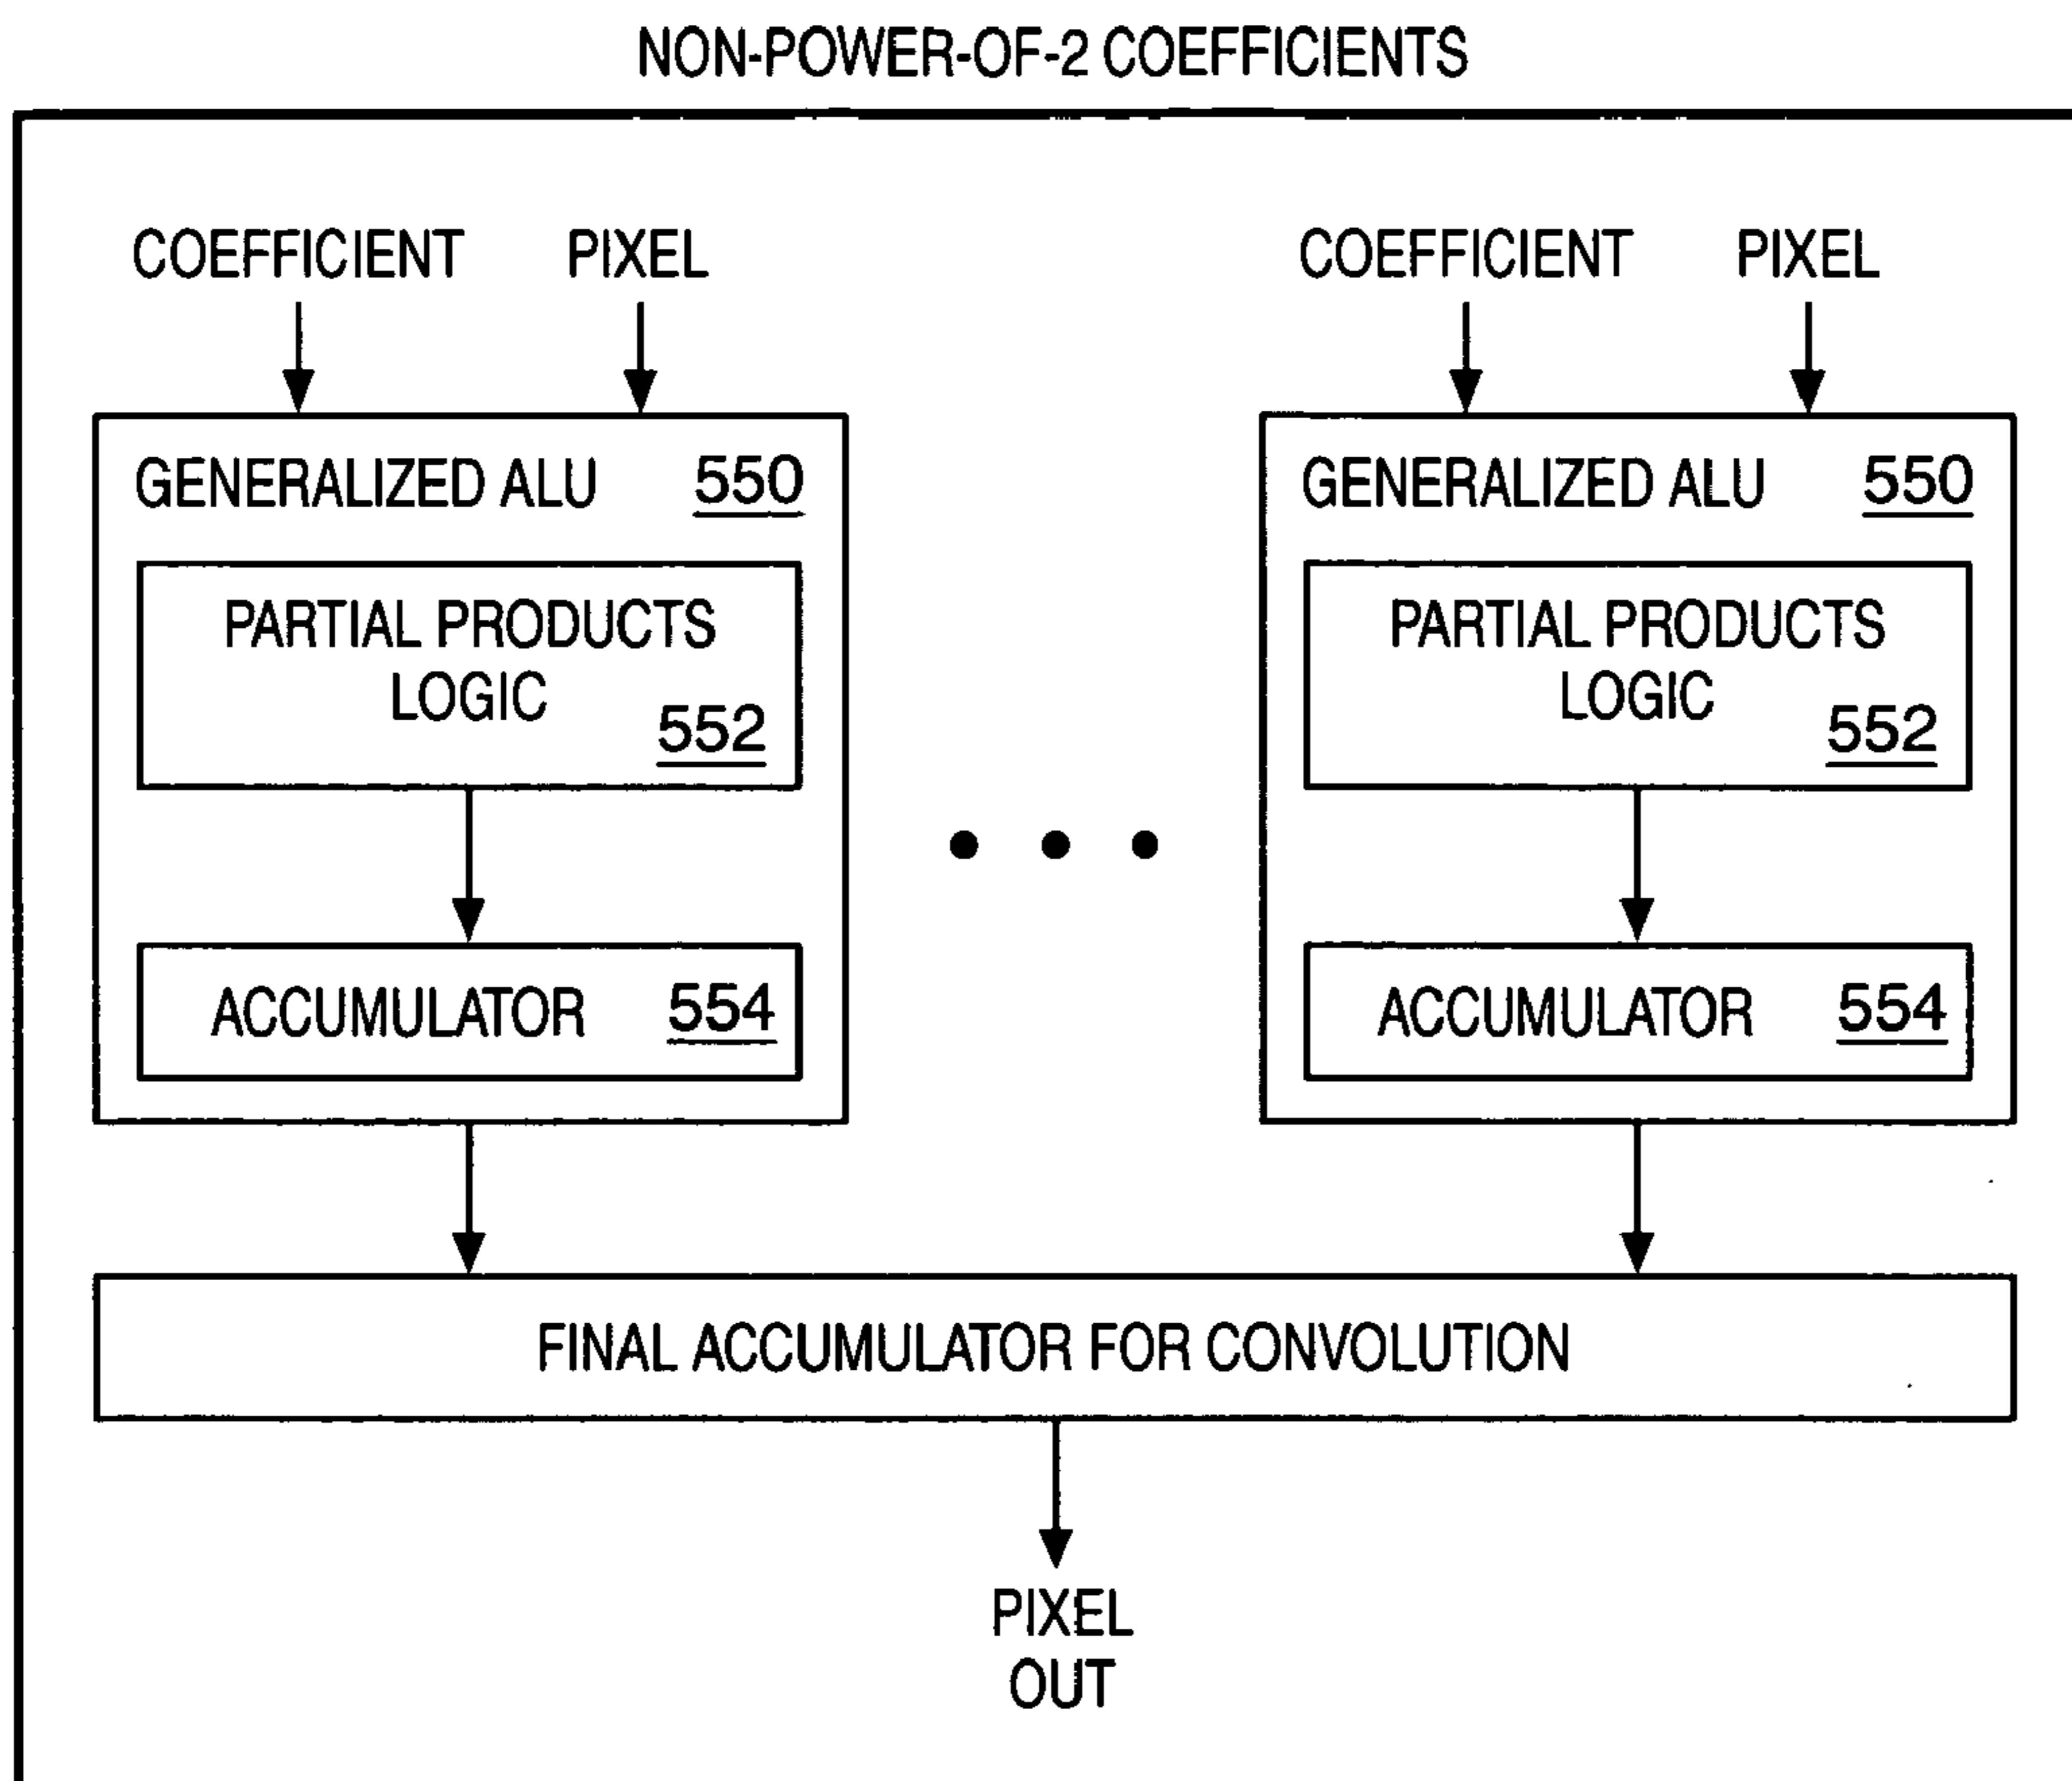 NON-POWER-OF-2 COEFFICIENTS
COEFFICIENT PIXEL COEFFICIENT PIXEL
GENERALIZED ALU 550 GENERALIZED ALU 550
PARTIAL PRODUCTS PARTIAL PRODUCTS
LOGIC LOGIC
552 552
ACCUMULATOR 554 ACCUMULATOR 554
FINAL ACCUMULATOR FOR CONVOLUTION
PIXEL
OUT